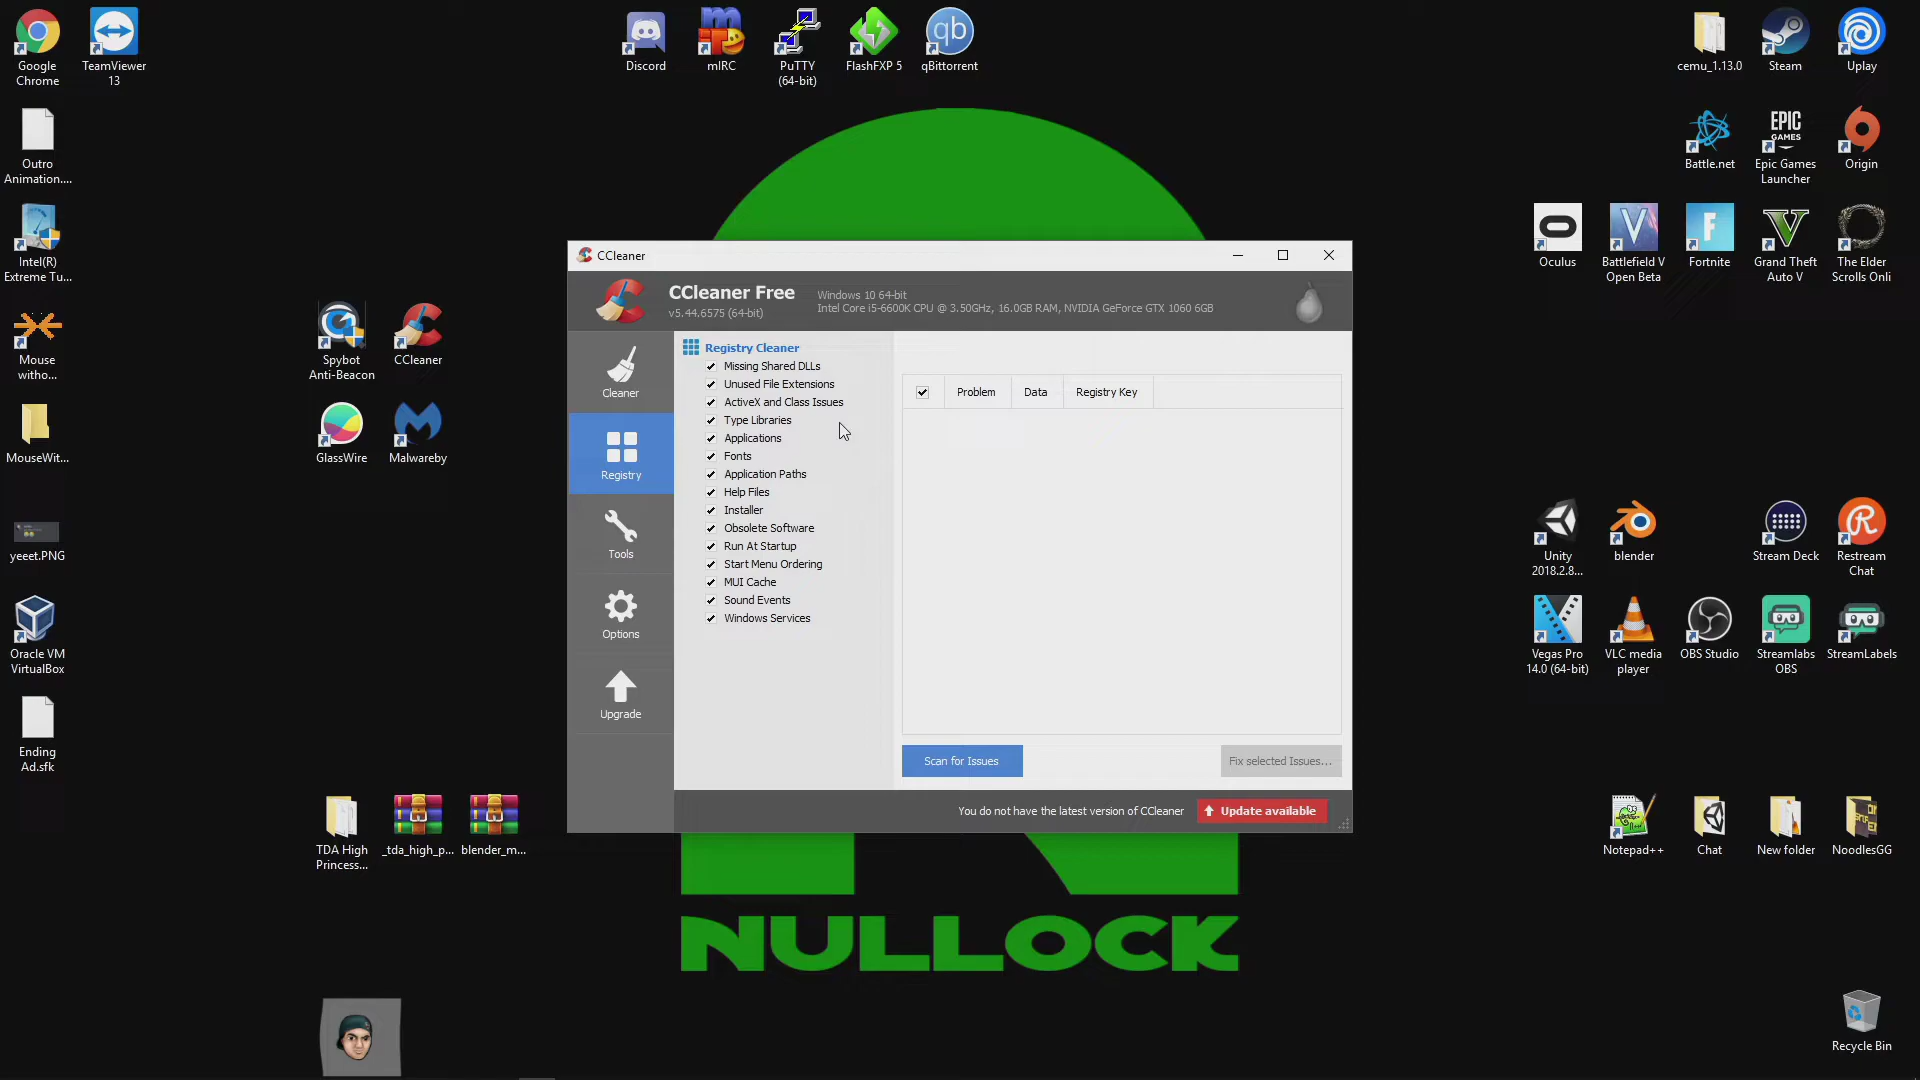 Google
Chrome
TeamViewer
13
Discord
mIRC
PuTTY
(64-bit)
FlashFXP 5
qBittorrent
cemu_1.13.0
Steam
Uplay
Outro
Animation....
Battle.net
Epic Games
Launcher
Origin
Intel(R)
Extreme Tu...
Oculus
Battlefield V
Open Beta
Fortnite
Grand Theft
Auto V
The Elder
Scrolls Onli
Mouse
witho...
Spybot
Anti-Beacon
CCleaner
MouseWit...
GlassWire
Malwareby
yeeet.PNG
Unity
2018.2.8...
blender
Stream Deck
Restream
Chat
Oracle VM
VirtualBox
Vegas Pro
14.0 (64-bit)
VLC media
player
OBS Studio
Streamlabs
OBS
StreamLabels
Ending
Ad.sfk
TDA High
Princess...
_tda_high_p...
blender_m...
Notepad++
Chat
New folder
NoodlesGG
Recycle Bin
CCleaner
CCleaner Free
v5.44.6575 (64-bit)
Windows 10 64-bit
Intel Core i5-6600K CPU @ 3.50GHz, 16.0GB RAM, NVIDIA GeForce GTX 1060 6GB
Cleaner
Registry
Tools
Options
Upgrade
Registry Cleaner
Missing Shared DLLs
Unused File Extensions
ActiveX and Class Issues
Type Libraries
Applications
Fonts
Application Paths
Help Files
Installer
Obsolete Software
Run At Startup
Start Menu Ordering
MUI Cache
Sound Events
Windows Services
Problem
Data
Registry Key
Scan for Issues
Fix selected Issues...
You do not have the latest version of CCleaner
Update available
NULLOCK